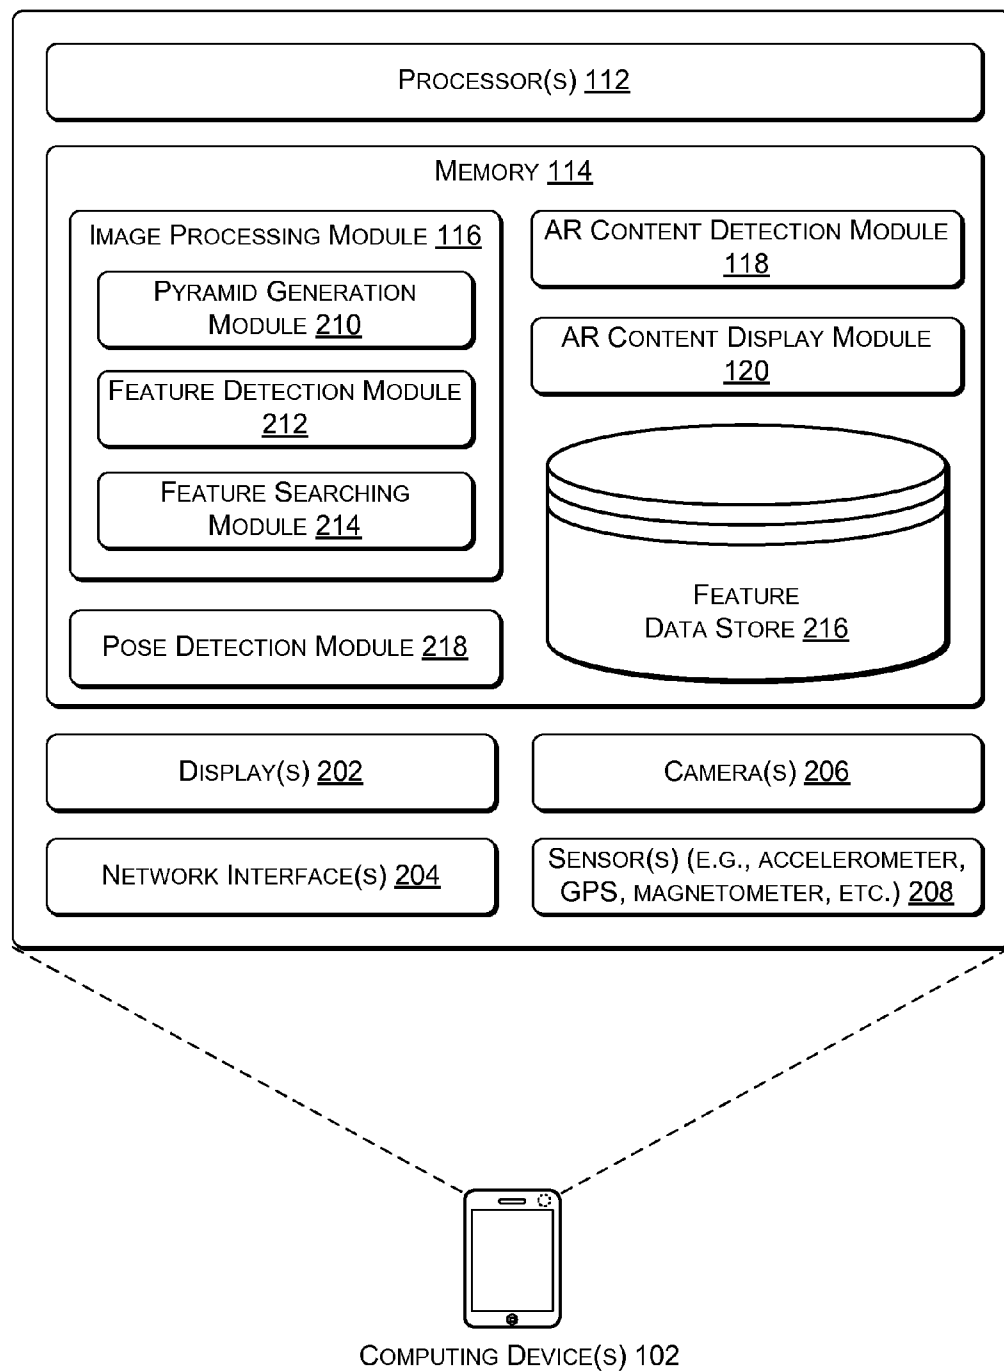 PROCESSOR(S) 112
MEMORY 114
IMAGE PROCESSING MODULE 116
PYRAMID GENERATION
MODULE 210
FEATURE DETECTION MODULE
212
FEATURE SEARCHING
MODULE 214
POSE DETECTION MODULE 218
AR CONTENT DETECTION MODULE
118
AR CONTENT DISPLAY MODULE
120
FEATURE
DATA STORE 216
DISPLAY(S) 202
CAMERA(S) 206
NETWORK INTERFACE(S) 204
SENSOR(S) (E.G., ACCELEROMETER,
GPS, MAGNETOMETER, ETC.) 208
COMPUTING DEVICE(S) 102